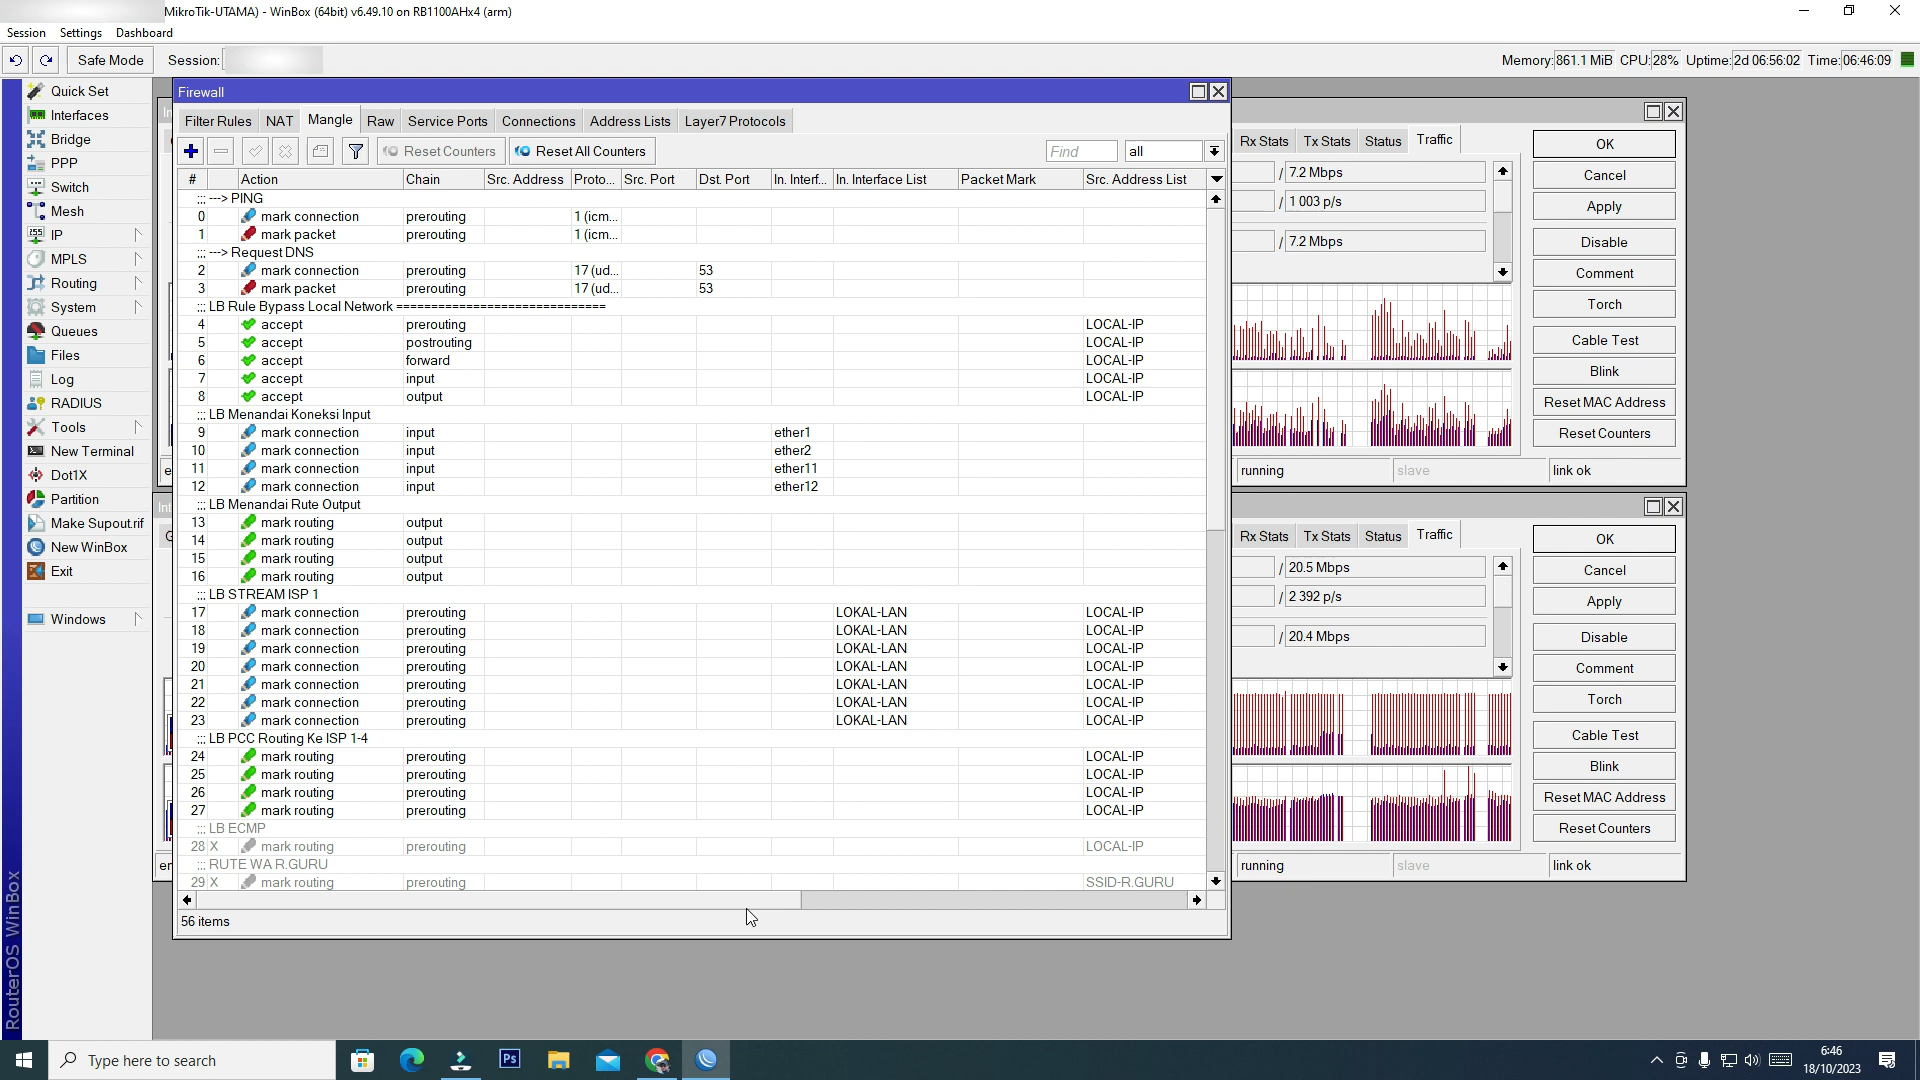 MikroTik-UTAMA) - WinBox (64bit) v6.49.10 on RB1100AHx4 (arm)
Session Settings Dashboard
Safe Mode Session: Memory: 861.1 MiB CPU: 28% Uptime: 2d 06:56:02 Time: 06:46:09
Quick Set
Interfaces
Bridge
PPP
Switch
Mesh
IP
MPLS
Routing
System
Queues
Files
Log
RADIUS
Tools
New Terminal
Dot1X
Partition
Make Supout.rif
New WinBox
Exit
Windows
RouterOS WinBox
Firewall
Filter Rules NAT Mangle Raw Service Ports Connections Address Lists Layer7 Protocols
Reset Counters Reset All Counters Find all
# Action Chain Src. Address Proto... Src. Port Dst. Port In. Interf... In. Interface List Packet Mark Src. Address List
;;; ---> PING
0 mark connection prerouting 1 (icm...
1 mark packet prerouting 1 (icm...
;;; ---> Request DNS
2 mark connection prerouting 17 (ud... 53
3 mark packet prerouting 17 (ud... 53
;;; LB Rule Bypass Local Network ==============================
4 accept prerouting LOCAL-IP
5 accept postrouting LOCAL-IP
6 accept forward LOCAL-IP
7 accept input LOCAL-IP
8 accept output LOCAL-IP
;;; LB Menandai Koneksi Input
9 mark connection input ether1
10 mark connection input ether2
11 mark connection input ether11
12 mark connection input ether12
;;; LB Menandai Rute Output
13 mark routing output
14 mark routing output
15 mark routing output
16 mark routing output
;;; LB STREAM ISP 1
17 mark connection prerouting LOKAL-LAN LOCAL-IP
18 mark connection prerouting LOKAL-LAN LOCAL-IP
19 mark connection prerouting LOKAL-LAN LOCAL-IP
20 mark connection prerouting LOKAL-LAN LOCAL-IP
21 mark connection prerouting LOKAL-LAN LOCAL-IP
22 mark connection prerouting LOKAL-LAN LOCAL-IP
23 mark connection prerouting LOKAL-LAN LOCAL-IP
;;; LB PCC Routing Ke ISP 1-4
24 mark routing prerouting LOCAL-IP
25 mark routing prerouting LOCAL-IP
26 mark routing prerouting LOCAL-IP
27 mark routing prerouting LOCAL-IP
;;; LB ECMP
28 X mark routing prerouting LOCAL-IP
;;; RUTE WA R.GURU
29 X mark routing prerouting SSID-R.GURU
56 items
Rx Stats Tx Stats Status Traffic
/ 7.2 Mbps
/ 1 003 p/s
/ 7.2 Mbps
OK
Cancel
Apply
Disable
Comment
Torch
Cable Test
Blink
Reset MAC Address
Reset Counters
running slave link ok
Rx Stats Tx Stats Status Traffic
/ 20.5 Mbps
/ 2 392 p/s
/ 20.4 Mbps
OK
Cancel
Apply
Disable
Comment
Torch
Cable Test
Blink
Reset MAC Address
Reset Counters
running slave link ok
Type here to search
Ps
6:46
18/10/2023